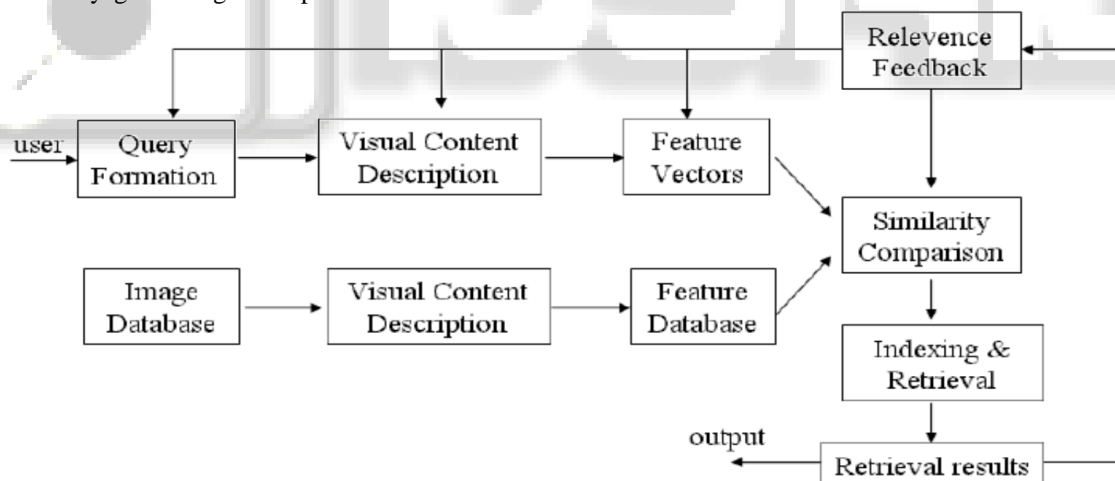 Relevence
Feedback
user
Query
Formation
Visual Content
Description
Feature
Vectors
Similarity
Comparison
Image
Database
Visual Content
Description
Feature
Database
Indexing &
Retrieval
output
Retrieval results